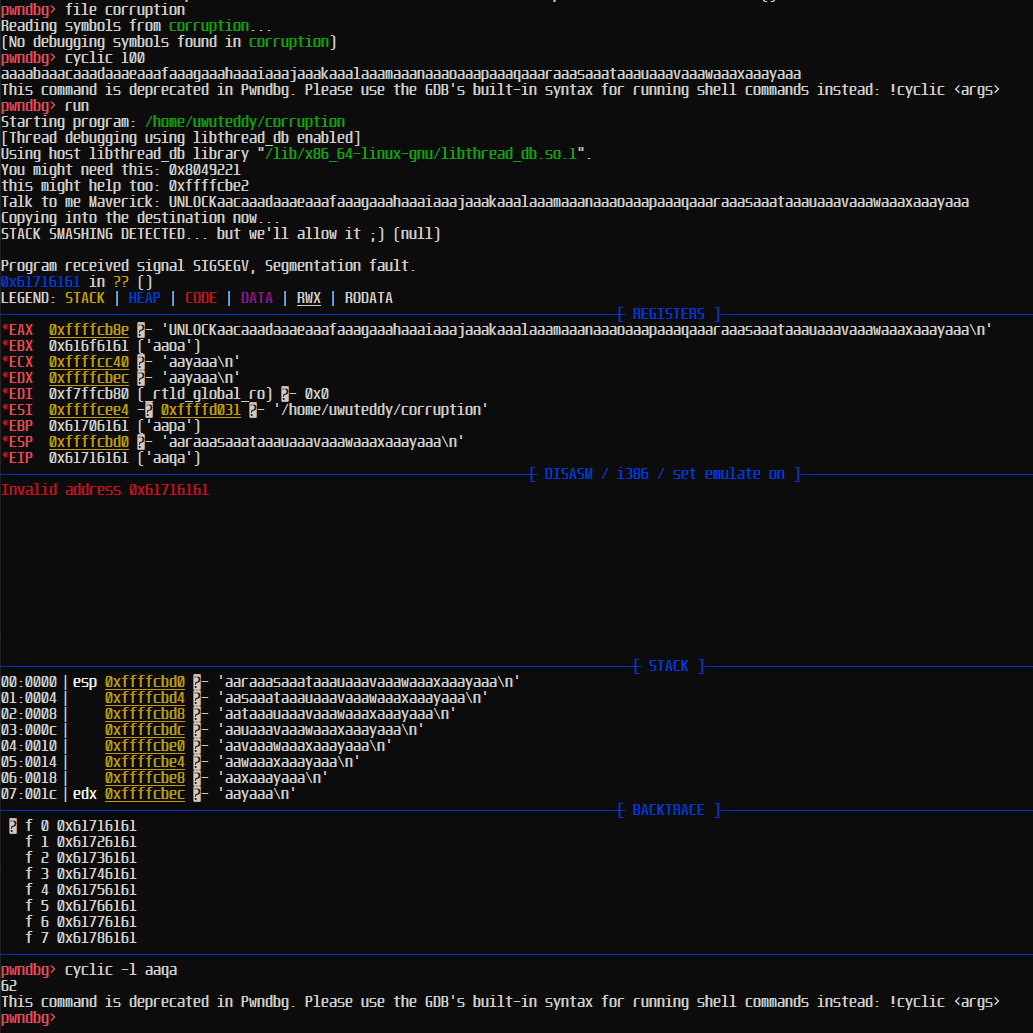 pwndbg> file corruption
Reading symbols from corruption...
(No debugging symbols found in corruption)
pwndbg> cyclic 100
aaaabaaacaaadaaaeaaafaaagaaahaaaiaaajaaakaaalaaamaaanaaaoaaapaaaqaaaraaasaaataaauaaavaaawaaaxaaayaaa
This command is deprecated in Pwndbg. Please use the GDB's built-in syntax for running shell commands instead: !cyclic <args>
pwndbg> run
Starting program: /home/uwuteddy/corruption
[Thread debugging using libthread_db enabled]
Using host libthread_db library "/lib/x86_64-linux-gnu/libthread_db.so.1".
You might need this: 0x8049221
this might help too: 0xffffcbe2
Talk to me Maverick: UNLOCKaacaaadaaaeaaafaaagaaahaaaiaaajaaakaaalaaamaaanaaaoaaapaaaqaaaraaasaaataaauaaavaaawaaaxaaayaaa
Copying into the destination now...
STACK SMASHING DETECTED... but we'll allow it ;) (null)
Program received signal SIGSEGV, Segmentation fault.
0x61716161 in ?? ()
LEGEND: STACK | HEAP | CODE | DATA | RWX | RODATA
[ REGISTERS ]
*EAX 0xffffcb8e ?- 'UNLOCKaacaaadaaaeaaafaaagaaahaaaiaaajaaakaaalaaamaaanaaaoaaapaaaqaaaraaasaaataaauaaavaaawaaaxaaayaaa\n'
*EBX 0x616f6161 ('aaoa')
*ECX 0xffffcc40 ?- 'aayaaa\n'
*EDX 0xffffcbec ?- 'aayaaa\n'
*EDI 0xf7ffcb80 (_rtld_global_ro) ?- 0x0
*ESI 0xffffcee4 -? 0xffffd031 ?- '/home/uwuteddy/corruption'
*EBP 0x61706161 ('aapa')
*ESP 0xffffcbd0 ?- 'aaraaasaaataaauaaavaaawaaaxaaayaaa\n'
*EIP 0x61716161 ('aaqa')
[ DISASM / i386 / set emulate on ]
Invalid address 0x61716161
[ STACK ]
00:0000│ esp 0xffffcbd0 ?- 'aaraaasaaataaauaaavaaawaaaxaaayaaa\n'
01:0004│ 0xffffcbd4 ?- 'aasaaataaauaaavaaawaaaxaaayaaa\n'
02:0008│ 0xffffcbd8 ?- 'aataaauaaavaaawaaaxaaayaaa\n'
03:000c│ 0xffffcbdc ?- 'aauaaavaaawaaaxaaayaaa\n'
04:0010│ 0xffffcbe0 ?- 'aavaaawaaaxaaayaaa\n'
05:0014│ 0xffffcbe4 ?- 'aawaaaxaaayaaa\n'
06:0018│ 0xffffcbe8 ?- 'aaxaaayaaa\n'
07:001c│ edx 0xffffcbec ?- 'aayaaa\n'
[ BACKTRACE ]
? f 0 0x61716161
f 1 0x61726161
f 2 0x61736161
f 3 0x61746161
f 4 0x61756161
f 5 0x61766161
f 6 0x61776161
f 7 0x61786161
pwndbg> cyclic -l aaqa
62
This command is deprecated in Pwndbg. Please use the GDB's built-in syntax for running shell commands instead: !cyclic <args>
pwndbg>